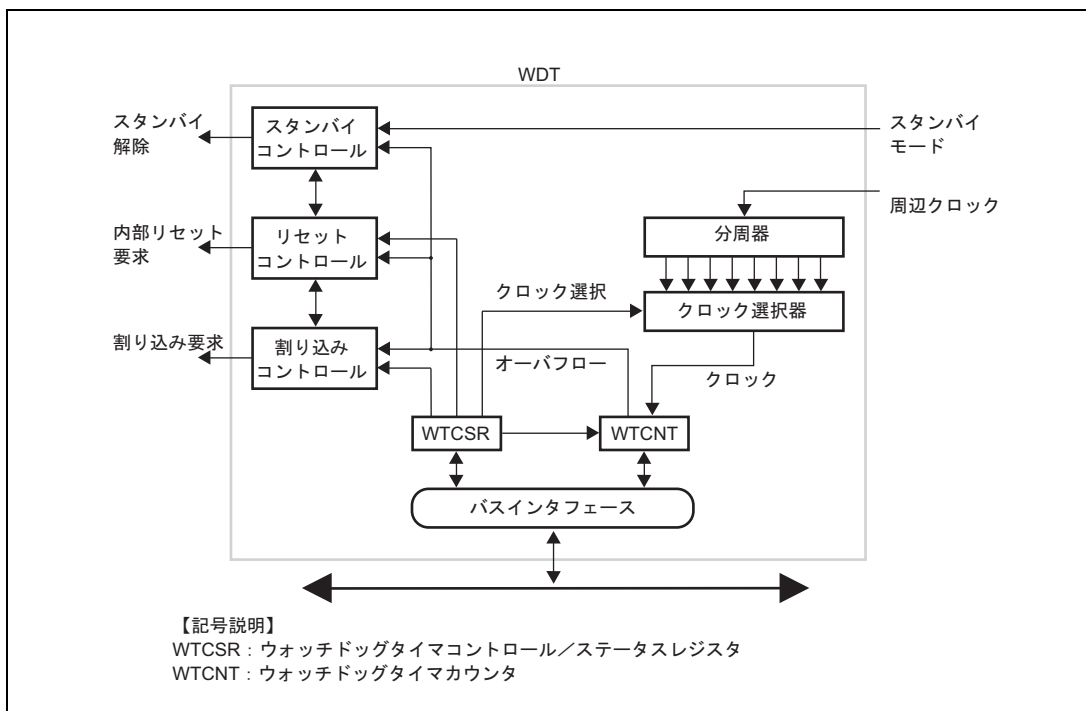 WDT
スタンバイ
解除
スタンバイ
コントロール
スタンバイ
モード
周辺クロック
分周器
内部リセット
要求
リセット
コントロール
クロック選択
クロック選択器
割り込み要求
割り込み
コントロール
オーバフロー
クロック
WTCSR
WTCNT
バスインタフェース
【記号説明】
WTCSR：ウォッチドッグタイマコントロール／ステータスレジスタ
WTCNT：ウォッチドッグタイマカウンタ